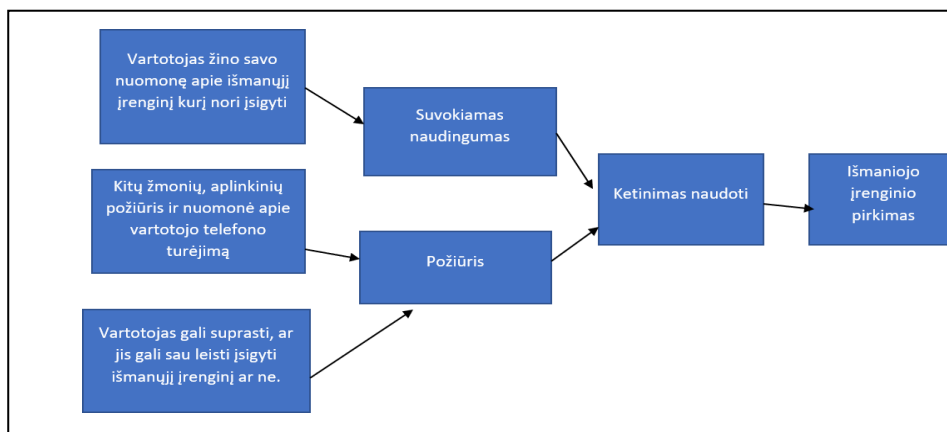 Vartotojas žino savo
nuomonę apie išmanųjį
įrenginį kurį nori įsigyti
Suvokiamas
naudingumas
Kitų žmonių, aplinkinių
požiūris ir nuomonė apie
vartotojo telefono
turėjimą
Požiūris
Vartotojas gali suprasti, ar
jis gali sau leisti įsigyti
išmanųjį įrenginį ar ne.
Ketinimas naudoti
Išmaniojo
įrenginio
pirkimas